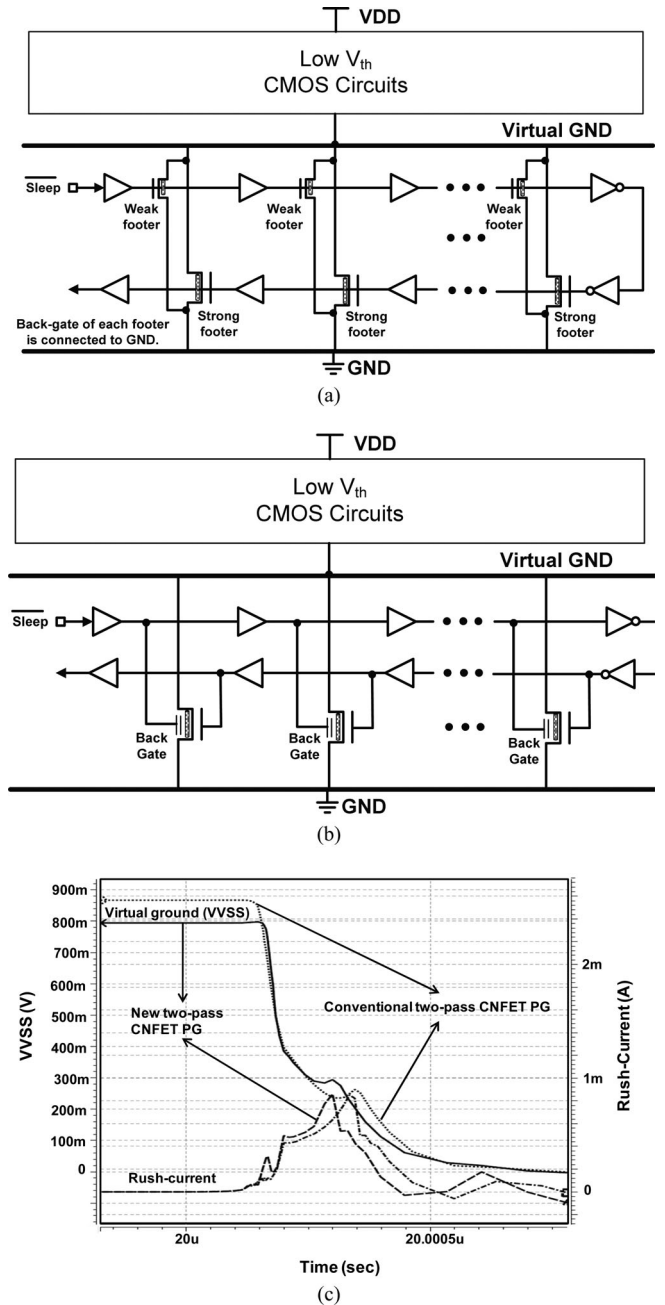 VDD
Low Vth
CMOS Circuits
Virtual GND
Sleep
Weak
footer
Weak
footer
Weak
footer
Back-gate of each footer
is connected to GND.
Strong
footer
Strong
footer
Strong
footer
GND
(a)
VDD
Low Vth
CMOS Circuits
Virtual GND
Sleep
Back
Gate
Back
Gate
Back
Gate
GND
(b)
900m
800m
700m
600m
500m
400m
300m
200m
100m
0
VVSS (V)
Virtual ground (VVSS)
New two-pass
CNFET PG
Conventional two-pass CNFET PG
Rush-current
2m
1m
0
Rush-Current (A)
20u
20.0005u
Time (sec)
(c)